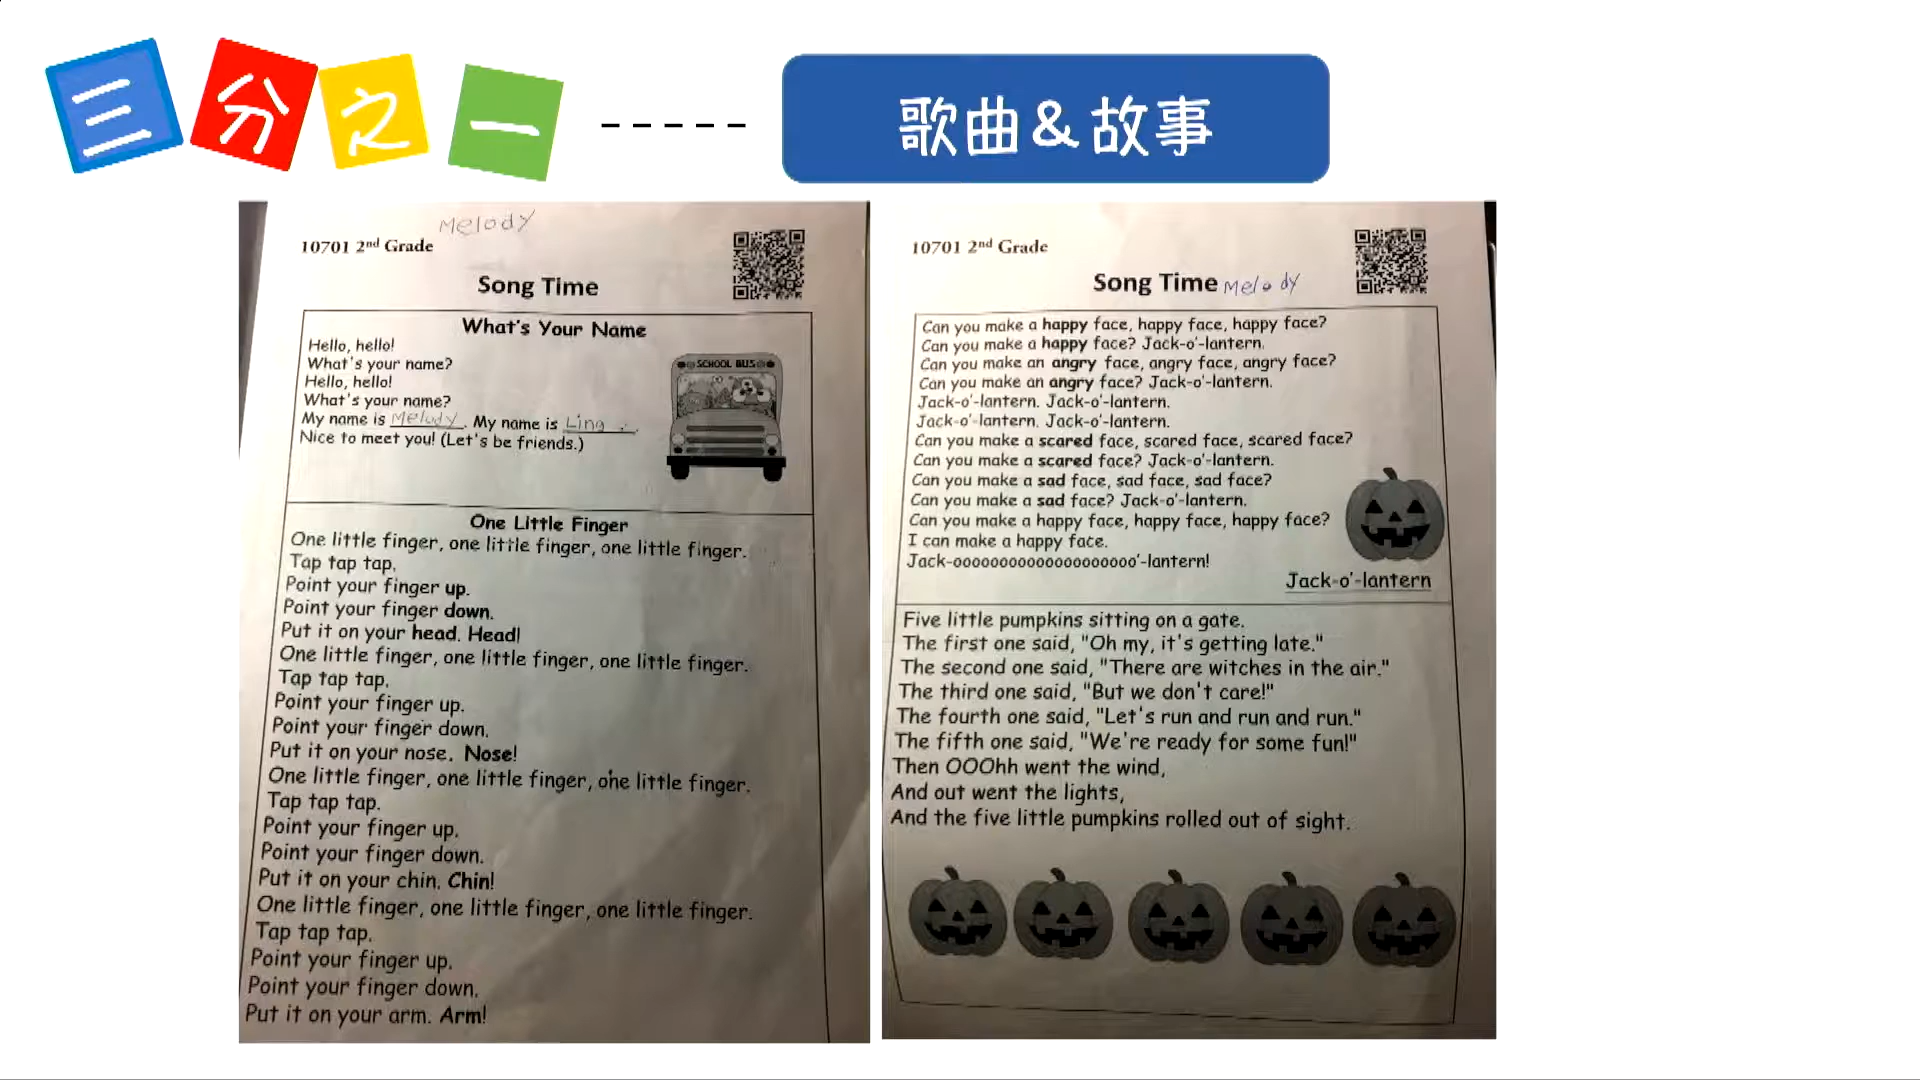 三分之一 ----- 歌曲&故事
Melody
10701 2nd Grade
Song Time
What's Your Name
Hello, hello!
What's your name?
Hello, hello!
What's your name?
My name is Melody. My name is Ling.
Nice to meet you! (Let's be friends.)
SCHOOL BUS
One Little Finger
One little finger, one little finger, one little finger.
Tap tap tap.
Point your finger up.
Point your finger down.
Put it on your head. Head!
One little finger, one little finger, one little finger.
Tap tap tap.
Point your finger up.
Point your finger down.
Put it on your nose. Nose!
One little finger, one little finger, one little finger.
Tap tap tap.
Point your finger up.
Point your finger down.
Put it on your chin. Chin!
One little finger, one little finger, one little finger.
Tap tap tap.
Point your finger up.
Point your finger down.
Put it on your arm. Arm!
10701 2nd Grade
Song Time Melody
Can you make a happy face, happy face, happy face?
Can you make a happy face? Jack-o'-lantern.
Can you make an angry face, angry face, angry face?
Can you make an angry face? Jack-o'-lantern.
Jack-o'-lantern. Jack-o'-lantern.
Jack-o'-lantern. Jack-o'-lantern.
Can you make a scared face, scared face, scared face?
Can you make a scared face? Jack-o'-lantern.
Can you make a sad face, sad face, sad face?
Can you make a sad face? Jack-o'-lantern.
Can you make a happy face, happy face, happy face?
I can make a happy face.
Jack-ooooooooooooooooooo'-lantern!
Jack-o'-lantern
Five little pumpkins sitting on a gate.
The first one said, "Oh my, it's getting late."
The second one said, "There are witches in the air."
The third one said, "But we don't care!"
The fourth one said, "Let's run and run and run."
The fifth one said, "We're ready for some fun!"
Then OOOhh went the wind,
And out went the lights,
And the five little pumpkins rolled out of sight.